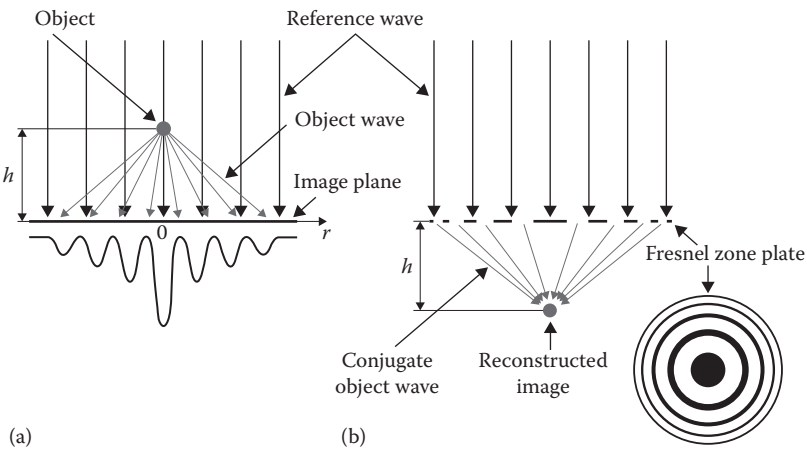 Object
Reference wave
Object wave
h
Image plane
0
r
(a)
h
Fresnel zone plate
Conjugate
object wave
Reconstructed
image
(b)